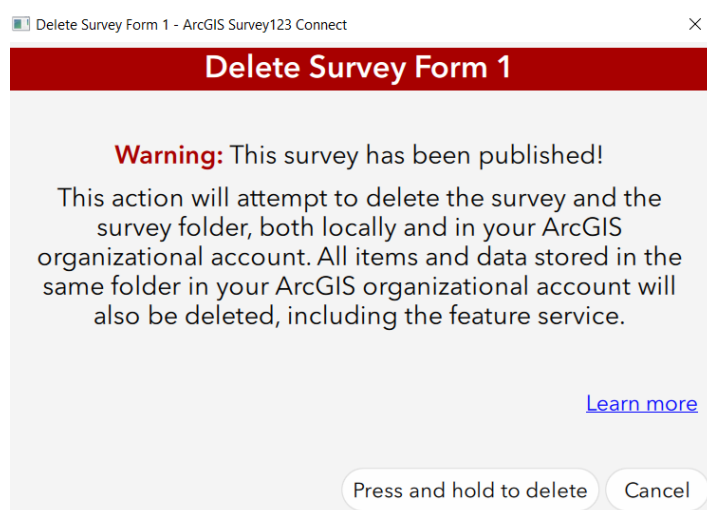 Delete Survey Form 1 - ArcGIS Survey123 Connect
Delete Survey Form 1
Warning: This survey has been published!
This action will attempt to delete the survey and the
survey folder, both locally and in your ArcGIS
organizational account. All items and data stored in the
same folder in your ArcGIS organizational account will
also be deleted, including the feature service.
Learn more
Press and hold to delete Cancel